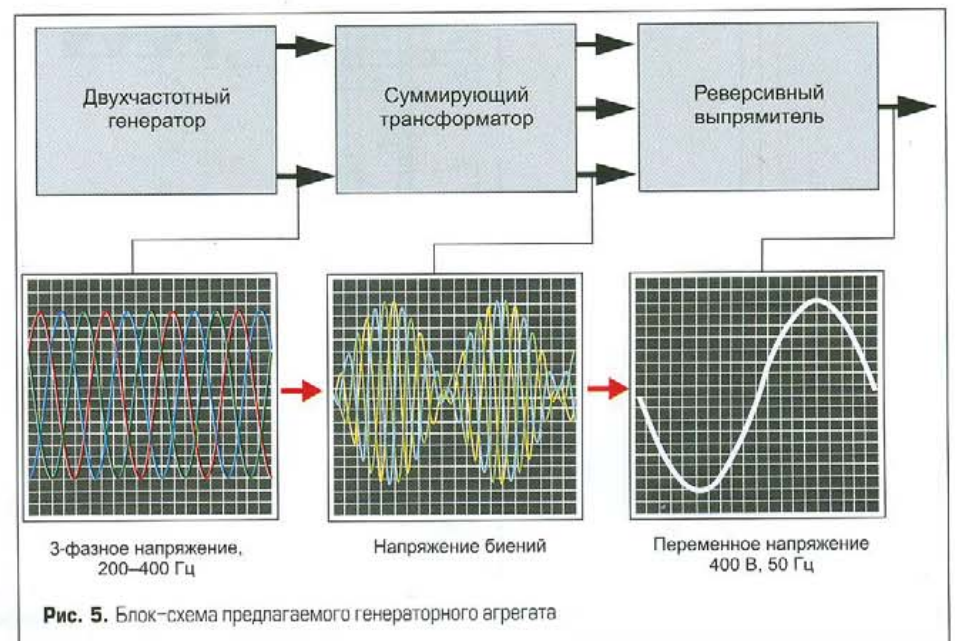 Двухчастотный
генератор
Суммирующий
трансформатор
Реверсивный
выпрямитель
3-фазное напряжение,
200–400 Гц
Напряжение биений
Переменное напряжение
400 В, 50 Гц
Рис. 5. Блок-схема предлагаемого генераторного агрегата